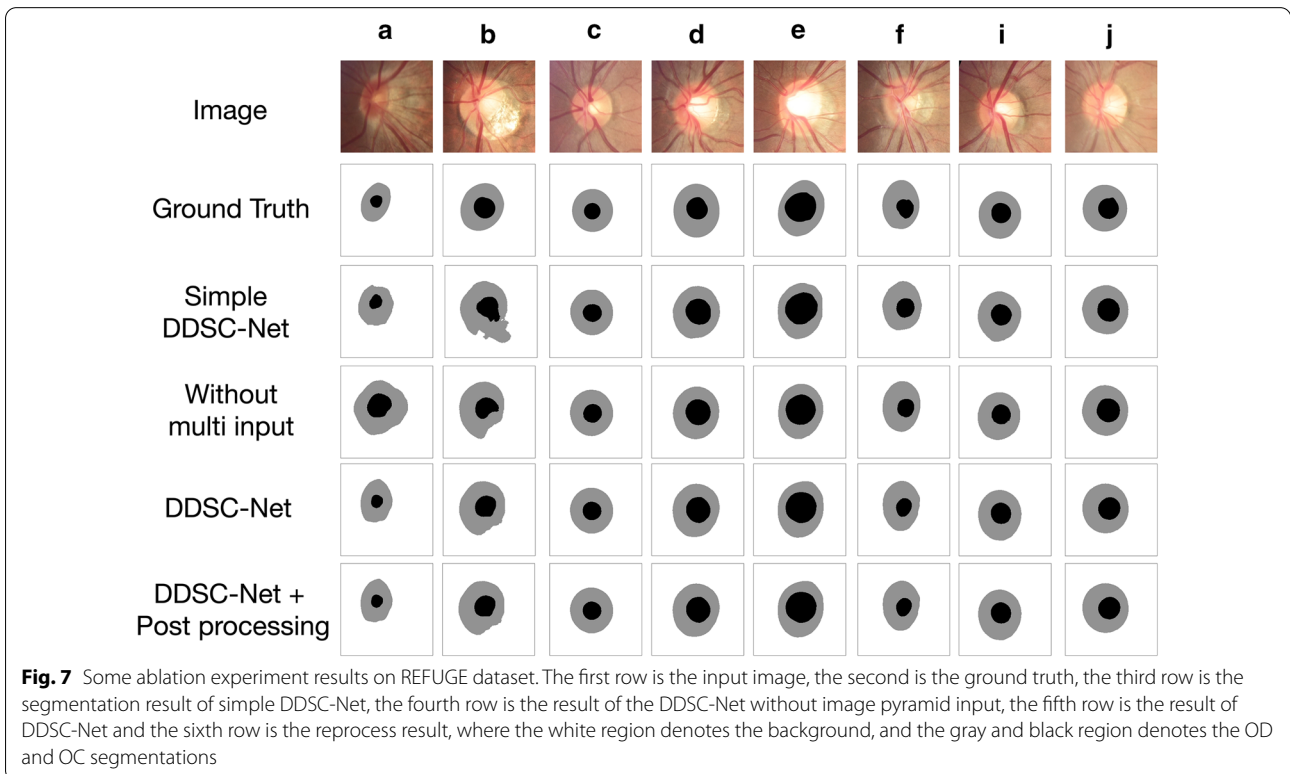 a b c d e f i j
Image
Ground Truth
Simple
DDSC-Net
Without
multi input
DDSC-Net
DDSC-Net +
Post processing
Fig. 7 Some ablation experiment results on REFUGE dataset. The first row is the input image, the second is the ground truth, the third row is the
segmentation result of simple DDSC-Net, the fourth row is the result of the DDSC-Net without image pyramid input, the fifth row is the result of
DDSC-Net and the sixth row is the reprocess result, where the white region denotes the background, and the gray and black region denotes the OD
and OC segmentations